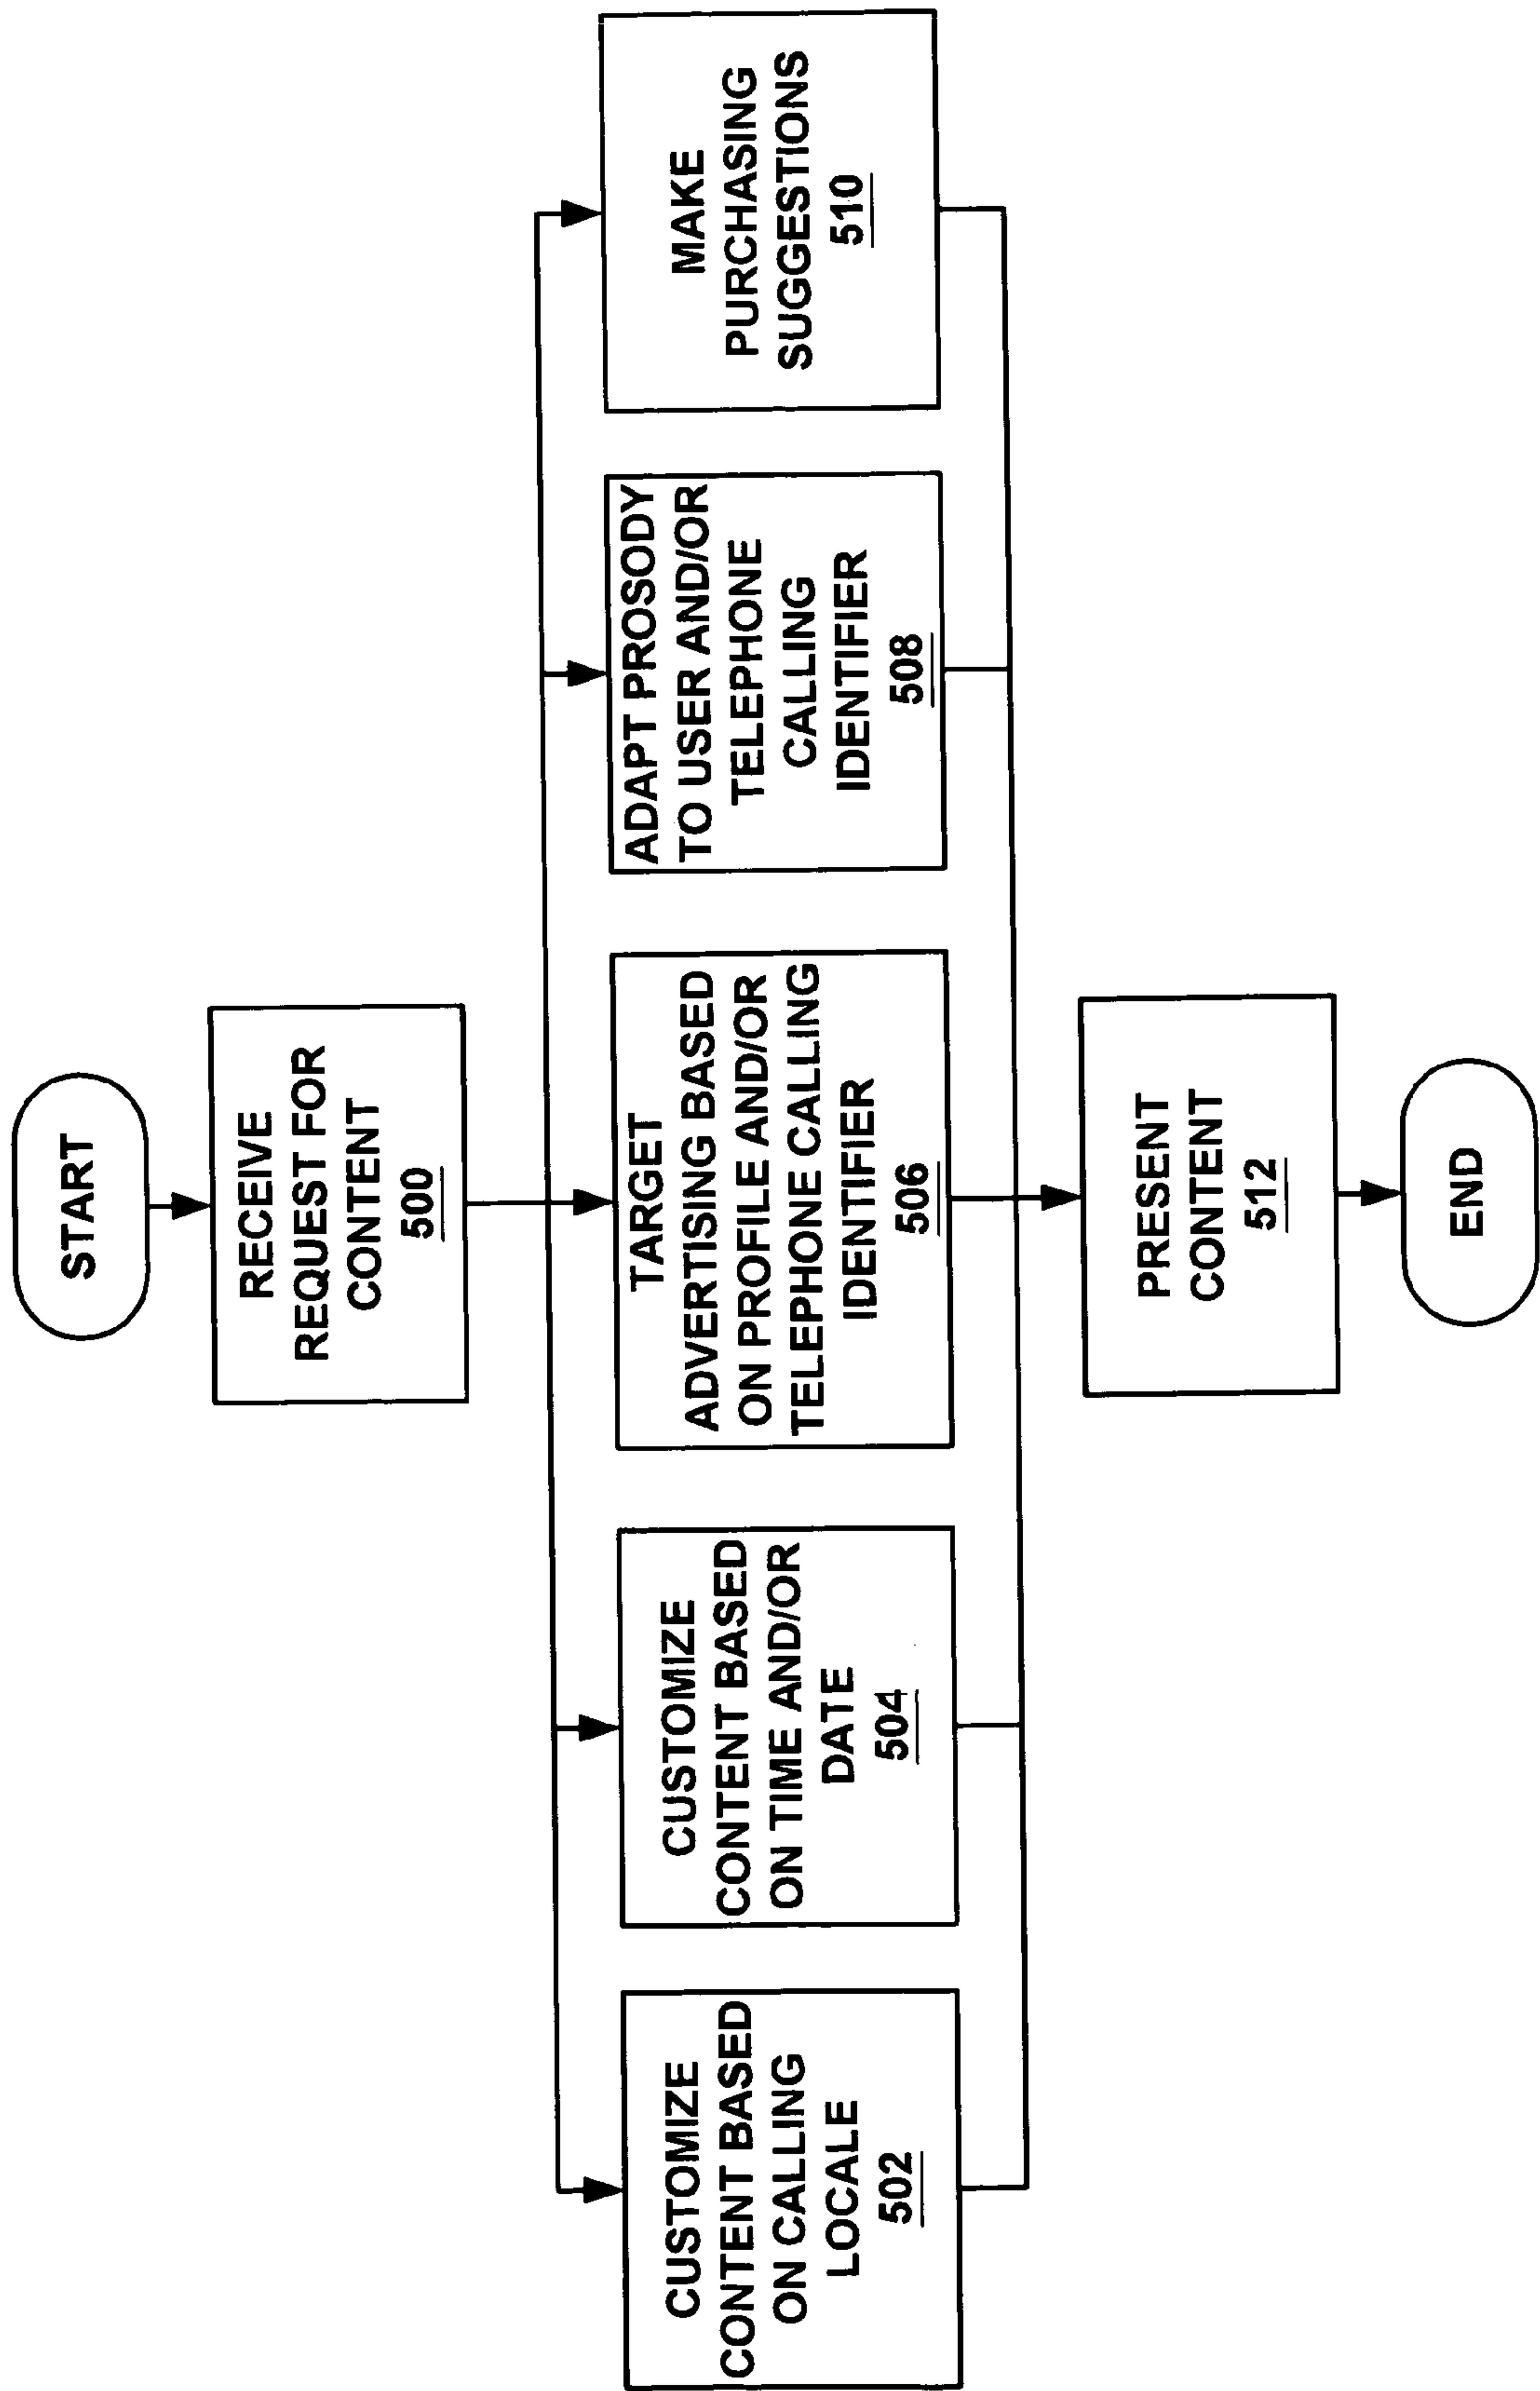 START
RECEIVE
REQUEST FOR
CONTENT
500
CUSTOMIZE
CONTENT BASED
ON CALLING
LOCALE
502
CUSTOMIZE
CONTENT BASED
ON TIME AND/OR
DATE
504
TARGET
ADVERTISING BASED
ON PROFILE AND/OR
TELEPHONE CALLING
IDENTIFIER
506
ADAPT PROSODY
TO USER AND/OR
TELEPHONE
CALLING
IDENTIFIER
508
MAKE
PURCHASING
SUGGESTIONS
510
PRESENT
CONTENT
512
END